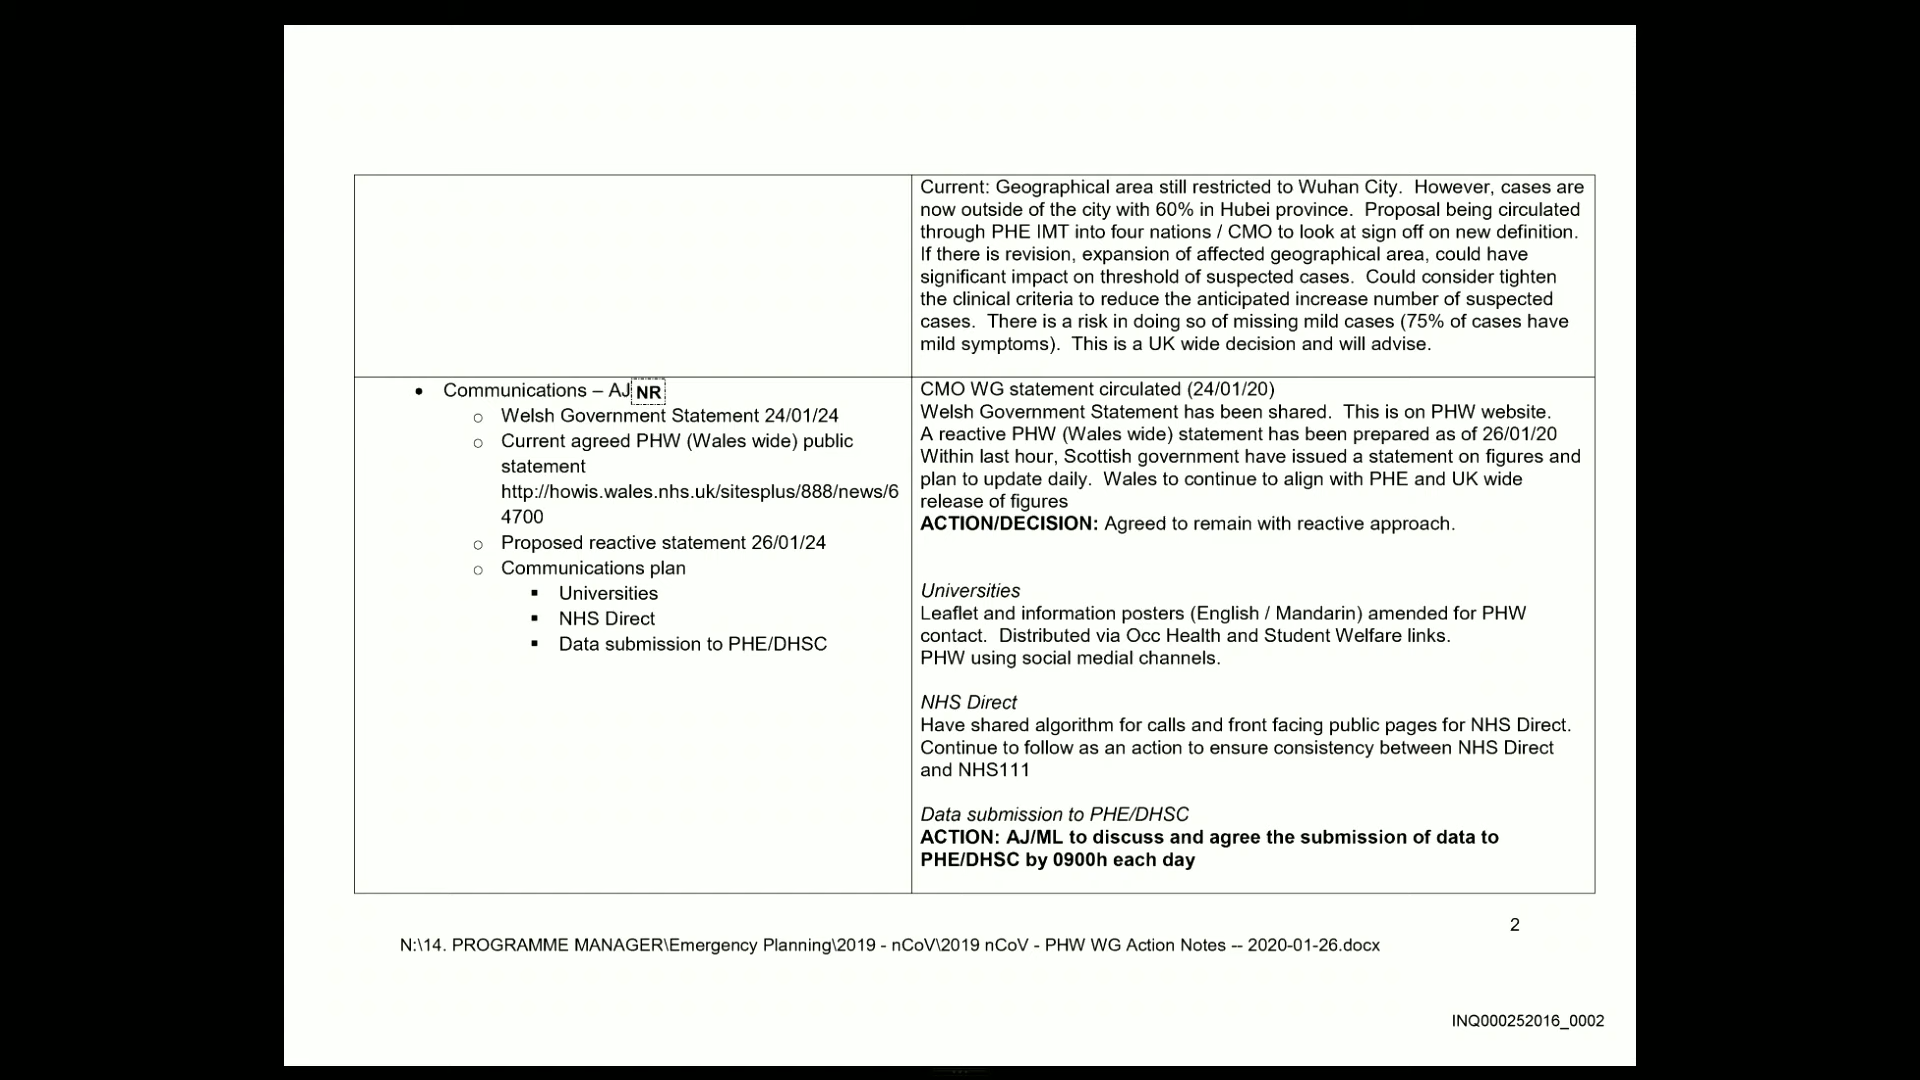 Current: Geographical area still restricted to Wuhan City.  However, cases are
now outside of the city with 60% in Hubei province.  Proposal being circulated
through PHE IMT into four nations / CMO to look at sign off on new definition.
If there is revision, expansion of affected geographical area, could have
significant impact on threshold of suspected cases.  Could consider tighten
the clinical criteria to reduce the anticipated increase number of suspected
cases.  There is a risk in doing so of missing mild cases (75% of cases have
mild symptoms).  This is a UK wide decision and will advise.
• Communications – AJ NR
○ Welsh Government Statement 24/01/24
○ Current agreed PHW (Wales wide) public
statement
http://howis.wales.nhs.uk/sitesplus/888/news/6
4700
○ Proposed reactive statement 26/01/24
○ Communications plan
▪ Universities
▪ NHS Direct
▪ Data submission to PHE/DHSC
CMO WG statement circulated (24/01/20)
Welsh Government Statement has been shared.  This is on PHW website.
A reactive PHW (Wales wide) statement has been prepared as of 26/01/20
Within last hour, Scottish government have issued a statement on figures and
plan to update daily.  Wales to continue to align with PHE and UK wide
release of figures
ACTION/DECISION: Agreed to remain with reactive approach.
Universities
Leaflet and information posters (English / Mandarin) amended for PHW
contact.  Distributed via Occ Health and Student Welfare links.
PHW using social medial channels.
NHS Direct
Have shared algorithm for calls and front facing public pages for NHS Direct.
Continue to follow as an action to ensure consistency between NHS Direct
and NHS111
Data submission to PHE/DHSC
ACTION: AJ/ML to discuss and agree the submission of data to
PHE/DHSC by 0900h each day
2
N:\14. PROGRAMME MANAGER\Emergency Planning\2019 - nCoV\2019 nCoV - PHW WG Action Notes -- 2020-01-26.docx
INQ000252016_0002